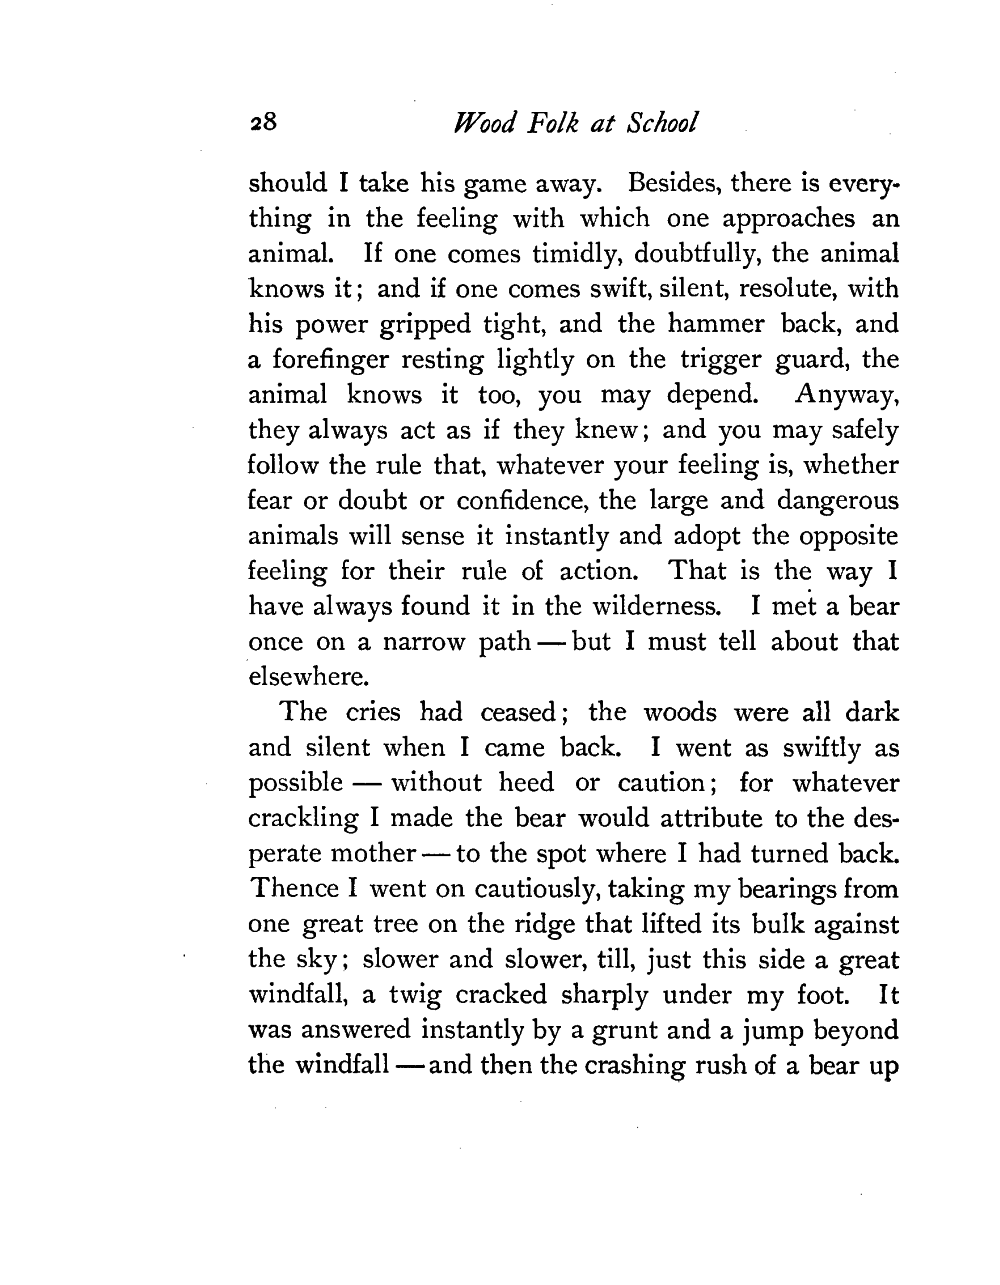 28 Wood Folk at School
should I take his game away. Besides, there is every-
thing in the feeling with which one approaches an
animal. If one comes timidly, doubtfully, the animal
knows it; and if one comes swift, silent, resolute, with
his power gripped tight, and the hammer back, and
a forefinger resting lightly on the trigger guard, the
animal knows it too, you may depend. Anyway,
they always act as if they knew; and you may safely
follow the rule that, whatever your feeling is, whether
fear or doubt or confidence, the large and dangerous
animals will sense it instantly and adopt the opposite
feeling for their rule of action. That is the way I
have always found it in the wilderness. I met a bear
once on a narrow path — but I must tell about that
elsewhere.
The cries had ceased; the woods were all dark
and silent when I came back. I went as swiftly as
possible — without heed or caution; for whatever
crackling I made the bear would attribute to the des-
perate mother — to the spot where I had turned back.
Thence I went on cautiously, taking my bearings from
one great tree on the ridge that lifted its bulk against
the sky; slower and slower, till, just this side a great
windfall, a twig cracked sharply under my foot. It
was answered instantly by a grunt and a jump beyond
the windfall — and then the crashing rush of a bear up